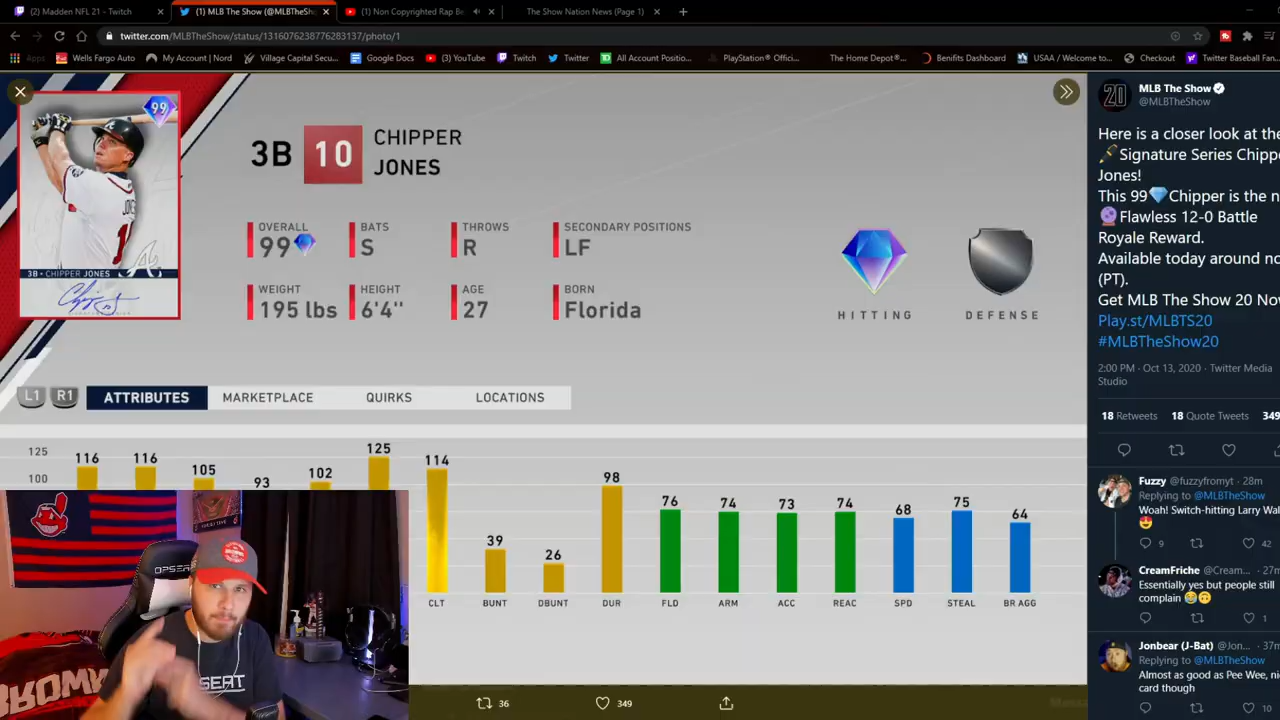 (2) Madden NFL 21 - Twitch
(1) MLB The Show (@MLBTheSho
(1) Non Copyrighted Rap Be
The Show Nation News (Page 1)
twitter.com/MLBTheShow/status/1316076238776283137/photo/1
Apps
Wells Fargo Auto
My Account | Nord
Village Capital Secu...
Google Docs
(3) YouTube
Twitch
Twitter
All Account Positio...
PlayStation® Offici...
The Home Depot®...
Benifits Dashboard
USAA / Welcome to...
Checkout
Twitter Baseball Fan...
99
3B • CHIPPER JONES
3B 10 CHIPPER
JONES
OVERALL
99
BATS
S
THROWS
R
SECONDARY POSITIONS
LF
WEIGHT
195 lbs
HEIGHT
6'4"
AGE
27
BORN
Florida
HITTING
DEFENSE
L1 R1 ATTRIBUTES MARKETPLACE QUIRKS LOCATIONS
125
100
116 116 105 93 102 125 114 39 26 98 76 74 73 74 68 75 64
CLT BUNT DBUNT DUR FLD ARM ACC REAC SPD STEAL BR AGG
36
349
MLB The Show
@MLBTheShow
Here is a closer look at the
Signature Series Chipp
Jones!
This 99 Chipper is the n
Flawless 12-0 Battle
Royale Reward.
Available today around no
(PT).
Get MLB The Show 20 Now
Play.st/MLBTS20
#MLBTheShow20
2:00 PM · Oct 13, 2020 · Twitter Media
Studio
18 Retweets 18 Quote Tweets 349
Fuzzy @fuzzyfromyt · 28m
Replying to @MLBTheShow
Woah! Switch-hitting Larry Wal
9 42
CreamFriche @Cream... · 27m
Essentially yes but people still
complain
1
Jonbear (J-Bat) @Jon... · 37m
Replying to @MLBTheShow
Almost as good as Pee Wee, ni
card though
10